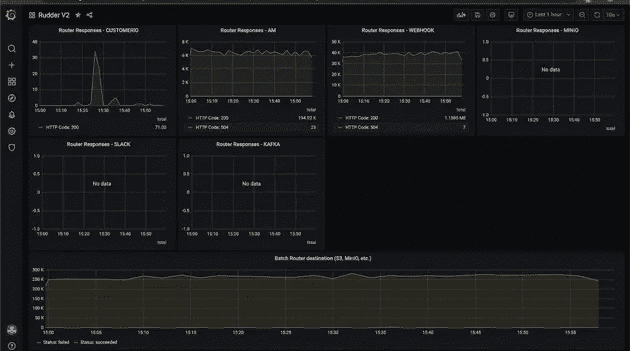 Rudder V2
Last 1 hour
10s
Router Responses - CUSTOMERIO
40
30
20
10
0
15:00 15:10 15:20 15:30 15:40 15:50
total
HTTP Code: 200
Router Responses - AM
8 K
6 K
4 K
2 K
0
15:00 15:10 15:20 15:30 15:40 15:50
total
HTTP Code: 200
HTTP Code: 504
Router Responses - WEBHOOK
50 K
40 K
30 K
20 K
10 K
0
15:00 15:10 15:20 15:30 15:40 15:50
total
HTTP Code: 200
HTTP Code: 504 7
Router Responses - MINIO
1.0
0.5
0
-0.5
-1.0
No data
15:00 15:10 15:20 15:30 15:40 15:50
total
Router Responses - SLACK
1.0
0.5
0
-0.5
-1.0
No data
15:00 15:10 15:20 15:30 15:40 15:50
total
Router Responses - KAFKA
1.0
0.5
0
-0.5
-1.0
No data
15:00 15:10 15:20 15:30 15:40 15:50
total
Batch Router destination (S3, MinIO, etc.)
300 K
250 K
200 K
150 K
100 K
50 K
0
15:00 15:05 15:10 15:15 15:20 15:25 15:30 15:35 15:40 15:45 15:50 15:55
Status: failed Status: succeeded